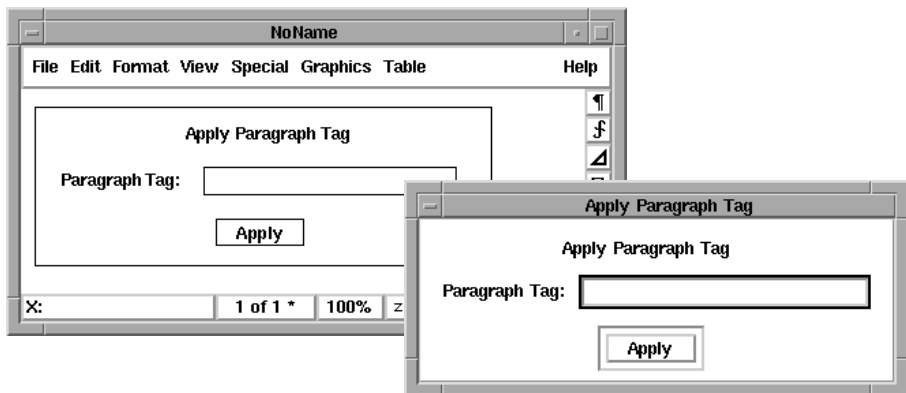 NoName
File Edit Format View Special Graphics Table Help
¶
f
Apply Paragraph Tag
Paragraph Tag:
Apply
X: 1 of 1 * 100% z
Apply Paragraph Tag
Apply Paragraph Tag
Paragraph Tag:
Apply